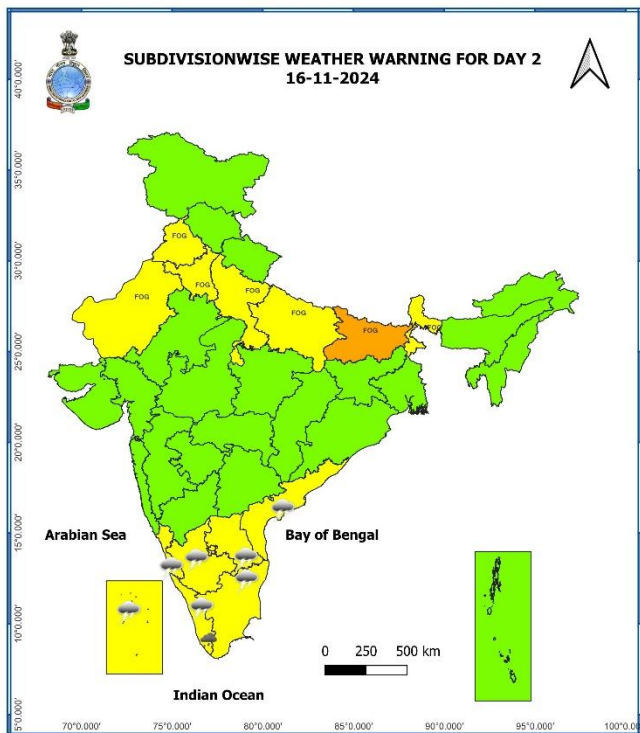 SUBDIVISIONWISE WEATHER WARNING FOR DAY 2
16-11-2024
40°0.000'
35°0.000'
30°0.000'
25°0.000'
20°0.000'
15°0.000'
10°0.000'
5°0.000'
FOG
FOG
FOG
FOG
FOG
FOG
FOG
Arabian Sea
Bay of Bengal
0 250 500 km
Indian Ocean
70°0.000' 75°0.000' 80°0.000' 85°0.000' 90°0.000' 95°0.000' 100°0.000'